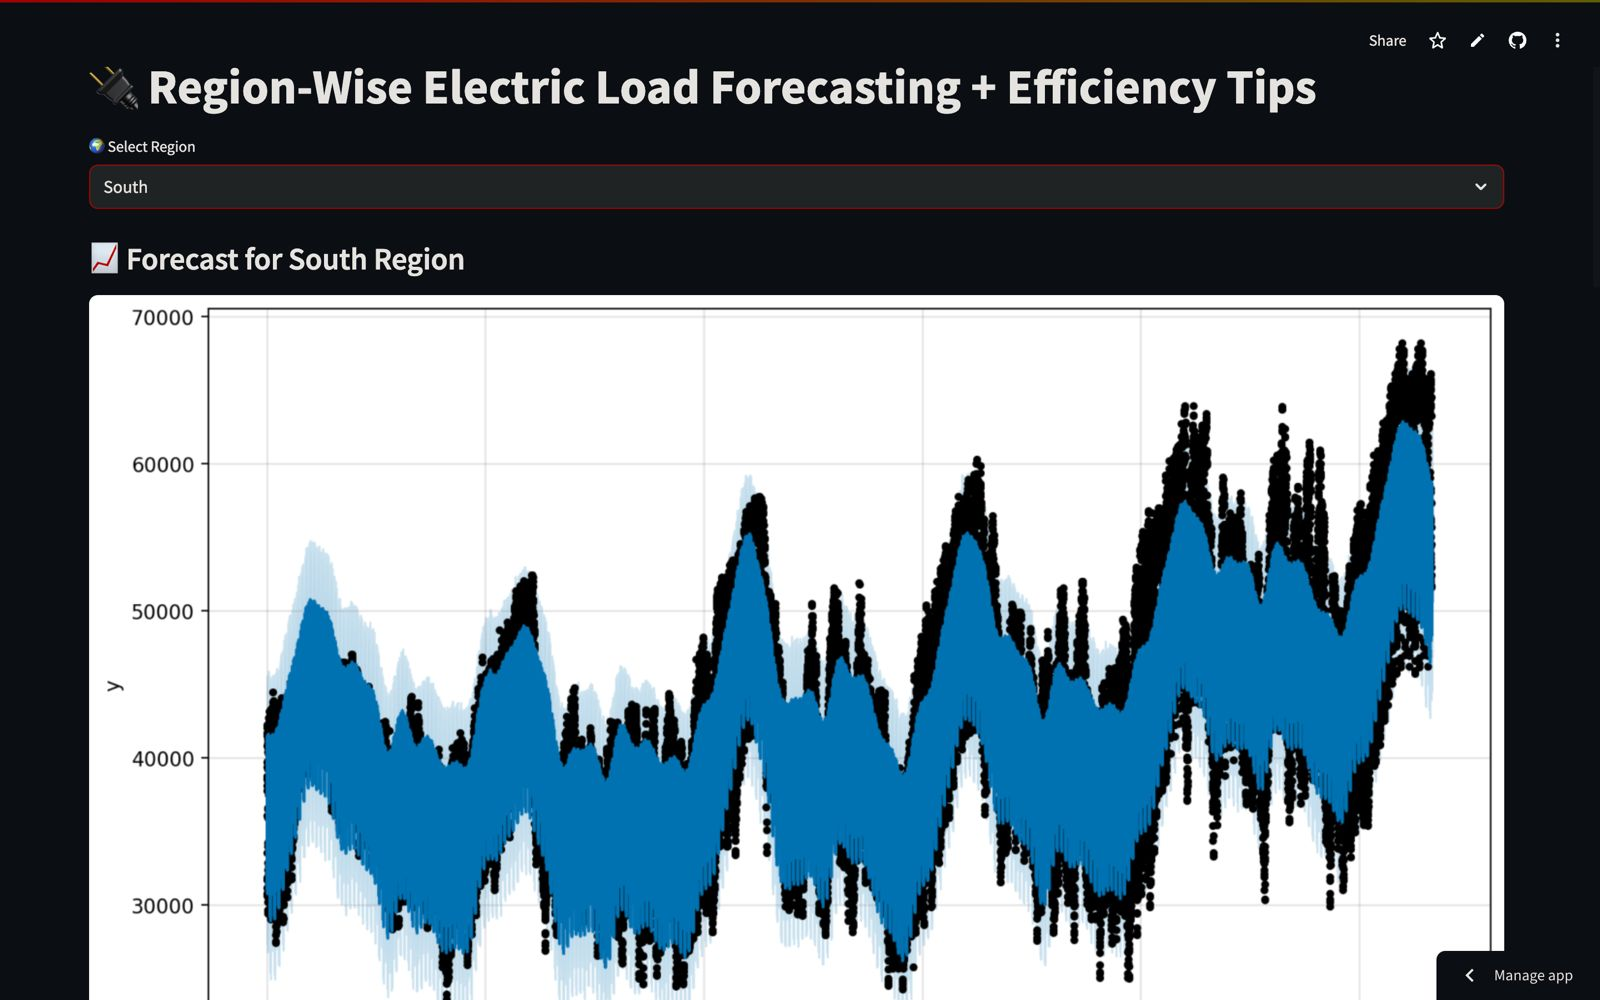 Share
Region-Wise Electric Load Forecasting + Efficiency Tips
Select Region
South
Forecast for South Region
70000
60000
50000
40000
30000
y
Manage app